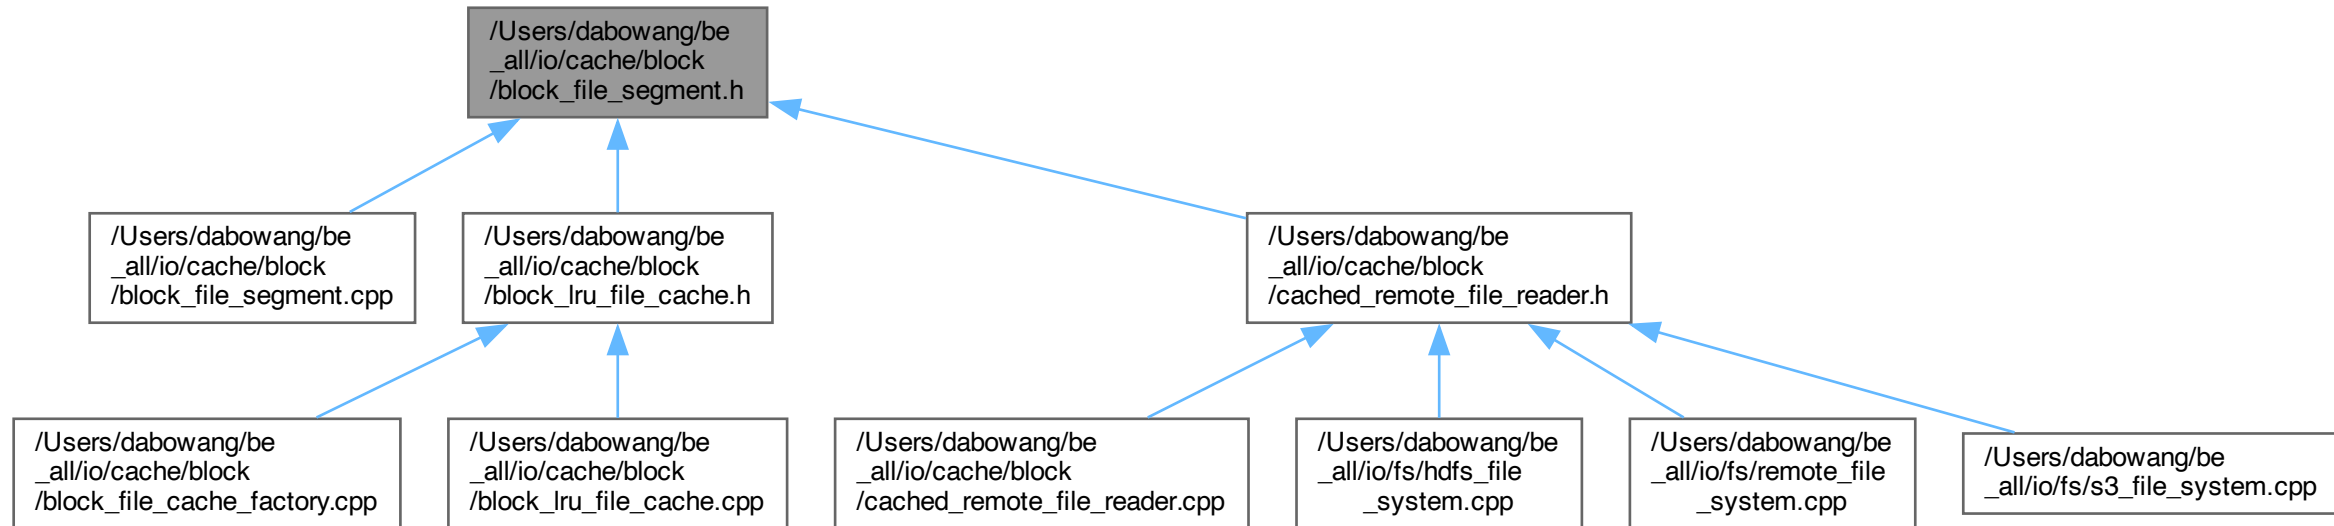 /Users/dabowang/be
_all/io/cache/block
/block_file_segment.h
/Users/dabowang/be
_all/io/cache/block
/block_file_segment.cpp
/Users/dabowang/be
_all/io/cache/block
/block_lru_file_cache.h
/Users/dabowang/be
_all/io/cache/block
/cached_remote_file_reader.h
/Users/dabowang/be
_all/io/cache/block
/block_file_cache_factory.cpp
/Users/dabowang/be
_all/io/cache/block
/block_lru_file_cache.cpp
/Users/dabowang/be
_all/io/cache/block
/cached_remote_file_reader.cpp
/Users/dabowang/be
_all/io/fs/hdfs_file
_system.cpp
/Users/dabowang/be
_all/io/fs/remote_file
_system.cpp
/Users/dabowang/be
_all/io/fs/s3_file_system.cpp